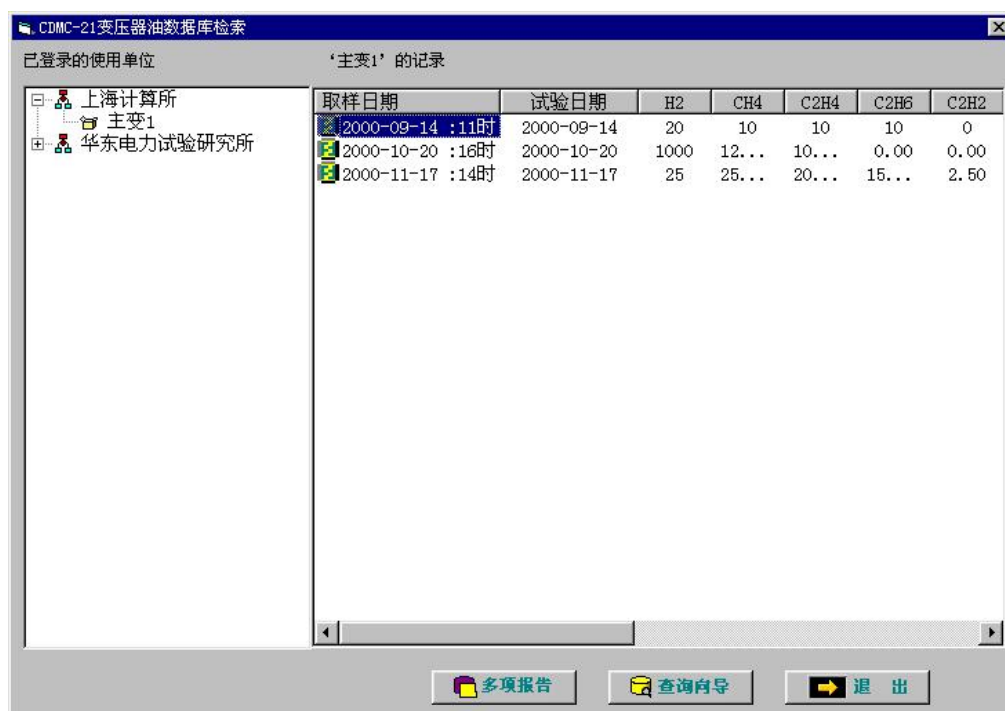 CDMC-21变压器油数据库检索
已登录的使用单位 ‘主变1’的记录
上海计算所
主变1
华东电力试验研究所
取样日期 试验日期 H2 CH4 C2H4 C2H6 C2H2
2000-09-14 :11时 2000-09-14 20 10 10 10 0
2000-10-20 :16时 2000-10-20 1000 12... 10... 0.00 0.00
2000-11-17 :14时 2000-11-17 25 25... 20... 15... 2.50
多项报告 查询向导 退 出